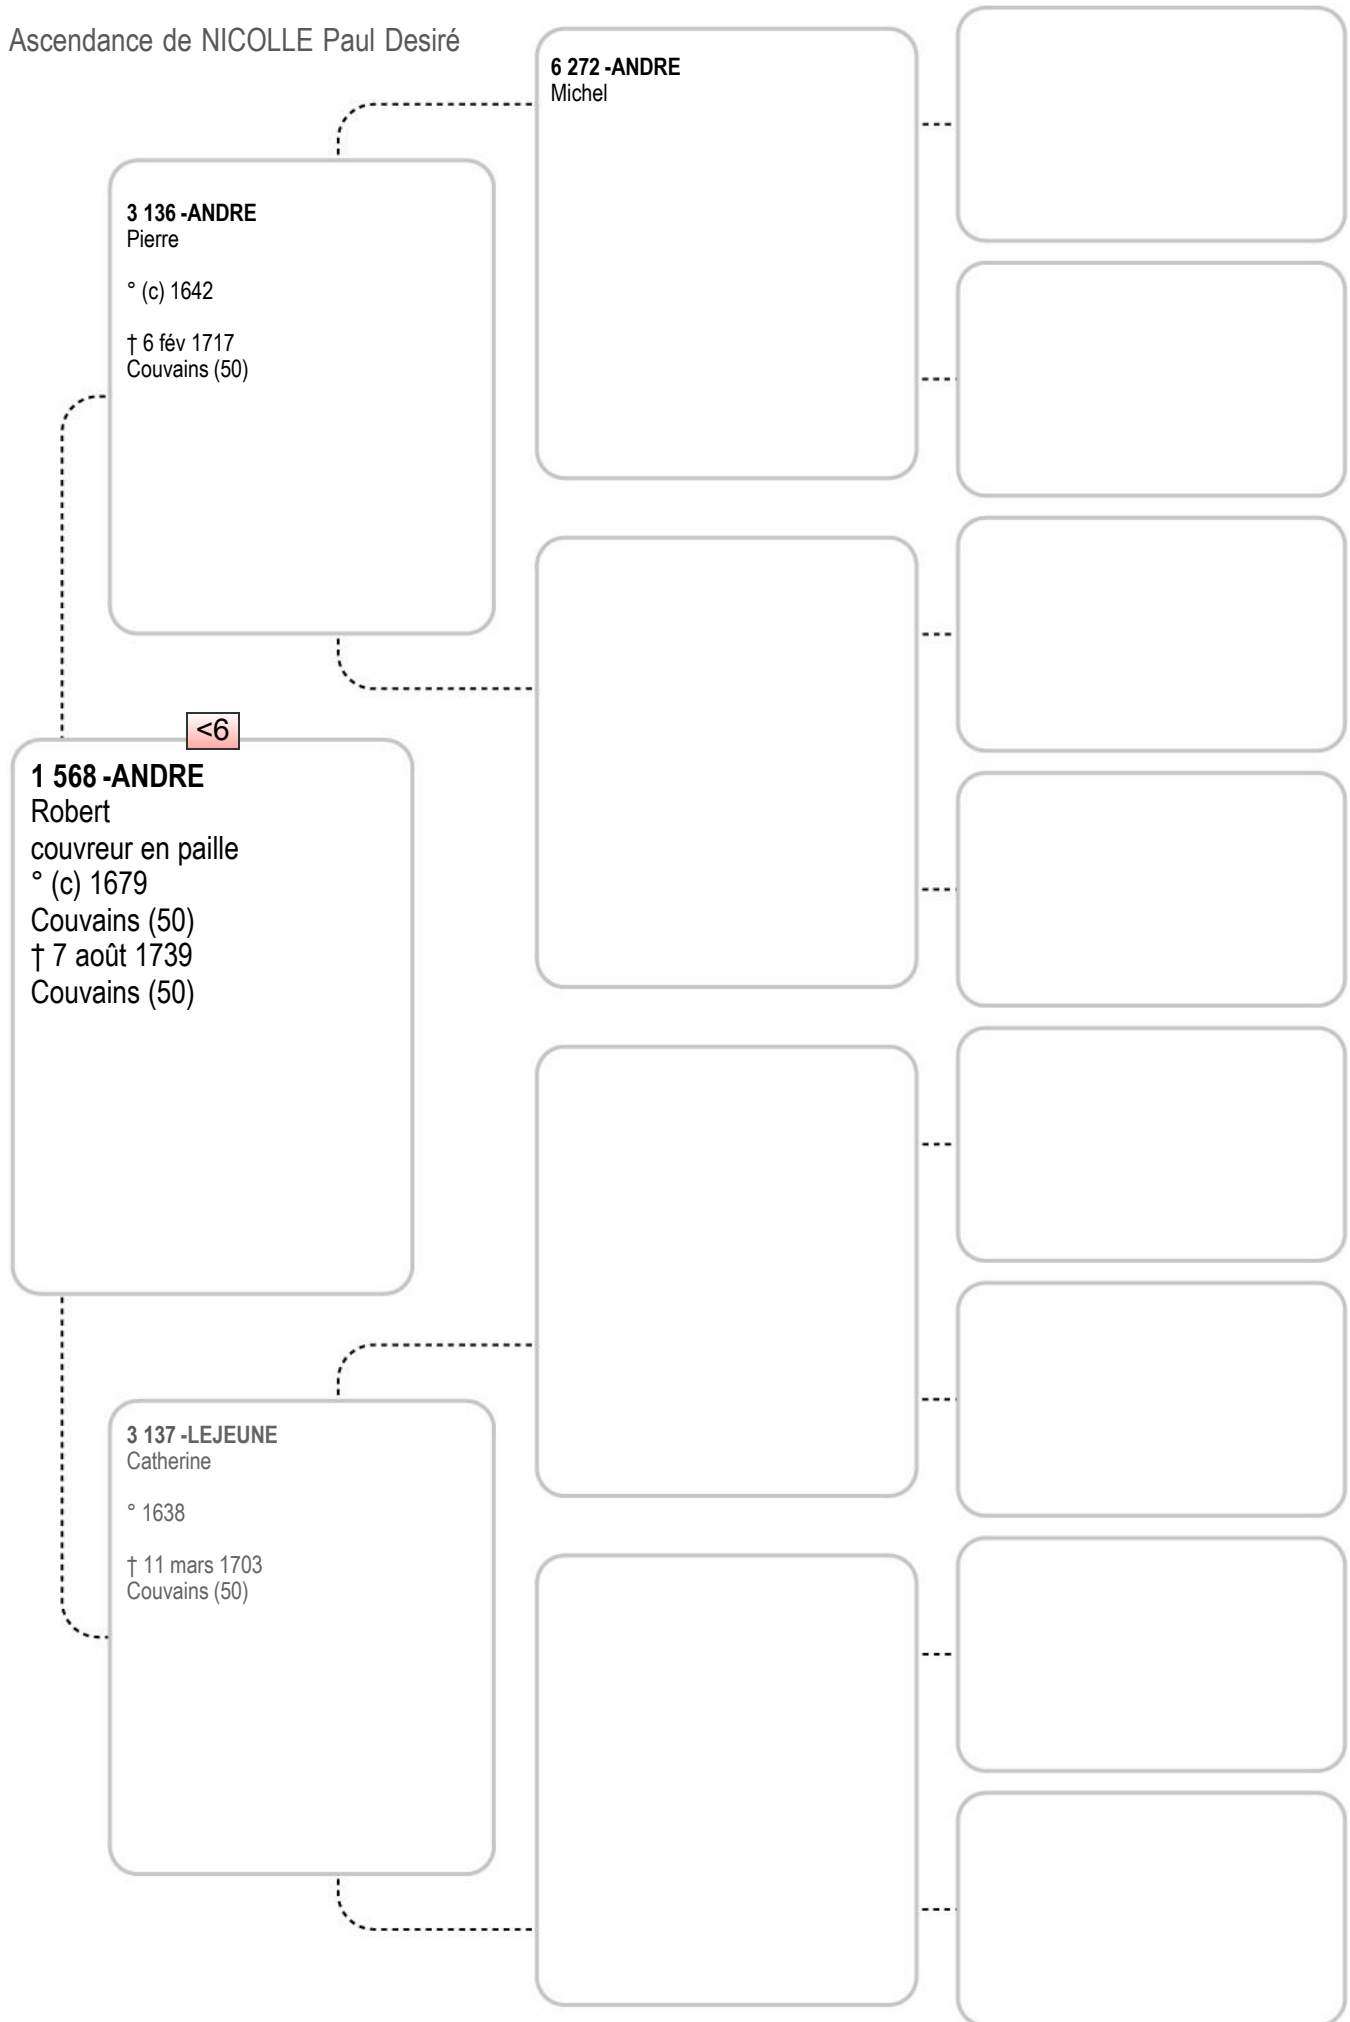 Ascendance de NICOLLE Paul Desiré
6 272 -ANDRE
Michel
3 136 -ANDRE
Pierre
° (c) 1642
† 6 fév 1717
Couvains (50)
<6
1 568 -ANDRE
Robert
couvreur en paille
° (c) 1679
Couvains (50)
† 7 août 1739
Couvains (50)
3 137 -LEJEUNE
Catherine
° 1638
† 11 mars 1703
Couvains (50)